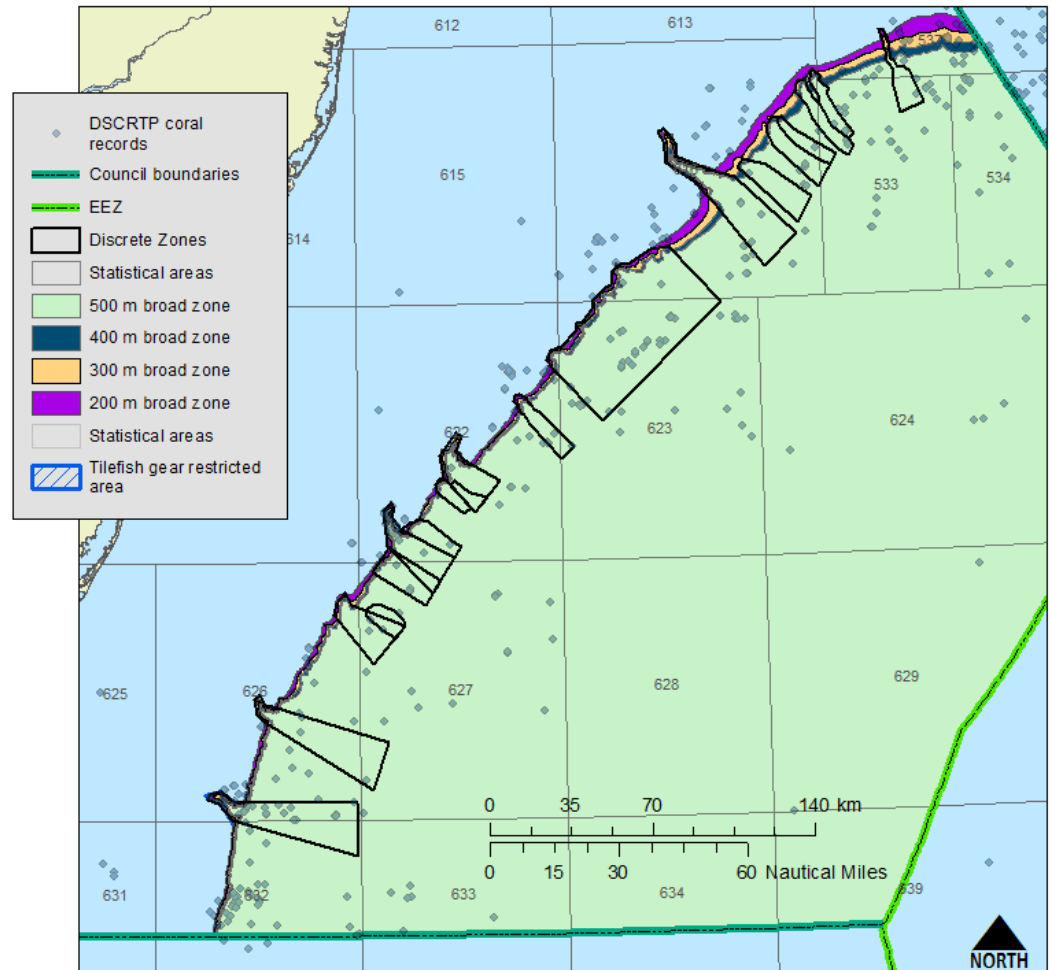 612
613
537
DSCRTP coral
records
Council boundaries
EEZ
Discrete Zones
Statistical areas
500 m broad zone
400 m broad zone
300 m broad zone
200 m broad zone
Statistical areas
Tilefish gear restricted
area
615
533
534
614
622
623
624
625
626
627
628
629
0 35 70 140 km
0 15 30 60 Nautical Miles
631
632
633
634
639
NORTH